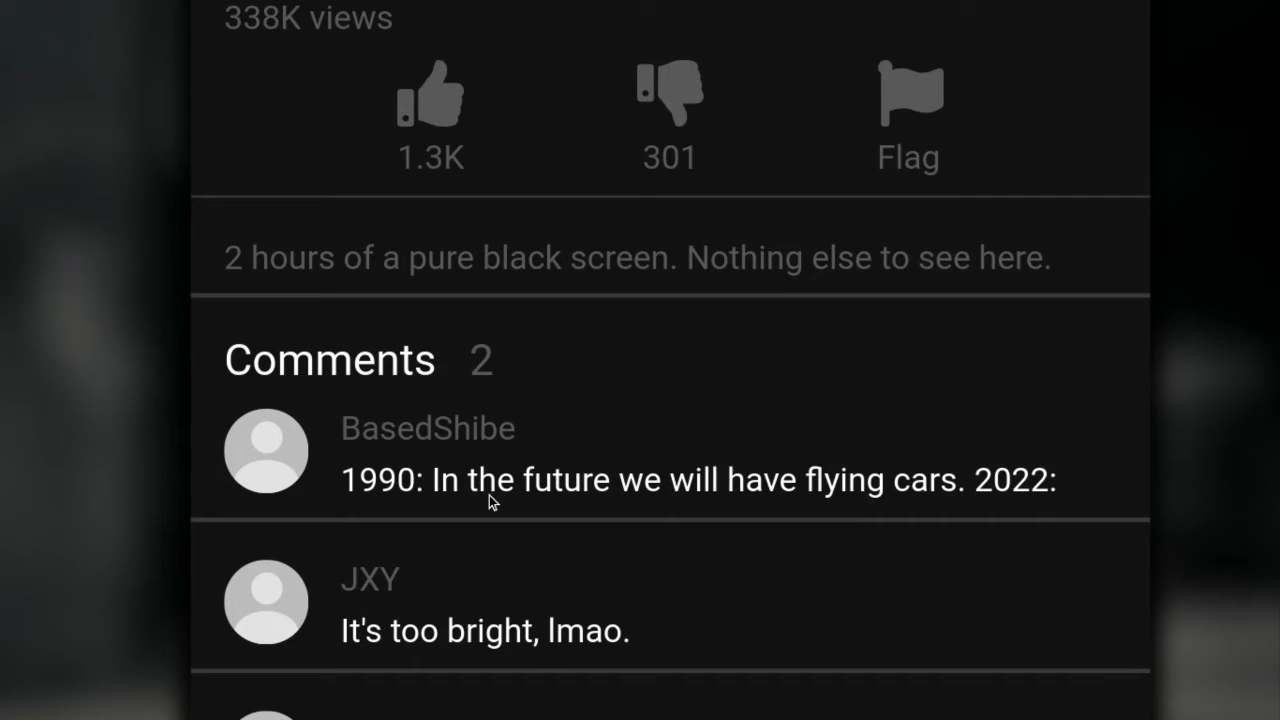 338K views
1.3K 301 Flag
2 hours of a pure black screen. Nothing else to see here.
Comments 2
BasedShibe
1990: In the future we will have flying cars. 2022:
JXY
It's too bright, lmao.